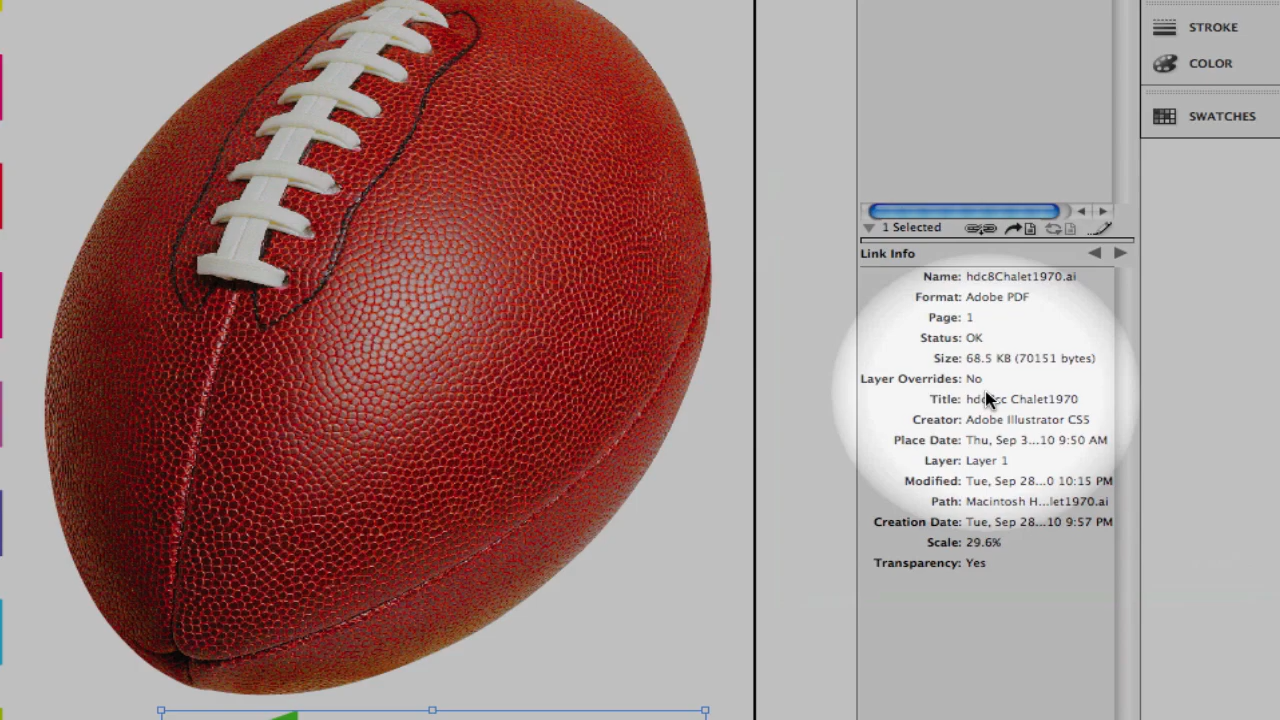 STROKE
COLOR
SWATCHES
1 Selected
Link Info
Name: hdc8Chalet1970.ai
Format: Adobe PDF
Page: 1
Status: OK
Size: 68.5 KB (70151 bytes)
Layer Overrides: No
Title: Chalet1970
Creator: Adobe Illustrator CS5
Place Date: Thu, Sep 3...10 9:50 AM
Layer: Layer 1
Modified: Tue, Sep 28...0 10:15 PM
Path: Macintosh H...let1970.ai
Creation Date: Tue, Sep 28...10 9:57 PM
Scale: 29.6%
Transparency: Yes